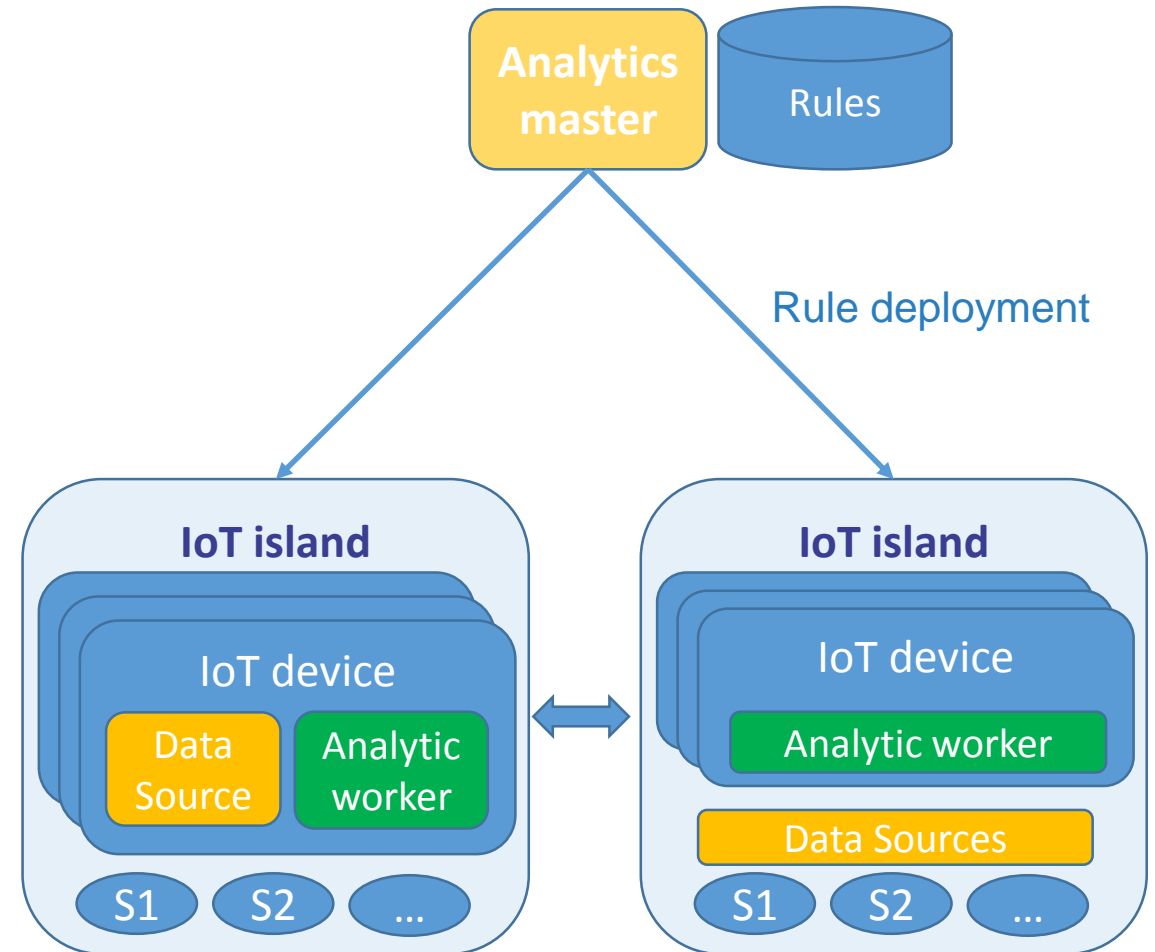 Analytics
master
Rules
Rule deployment
IoT island
IoT device
Data
Source
Analytic
worker
S1
S2
...
IoT island
IoT device
Analytic worker
Data Sources
S1
S2
...